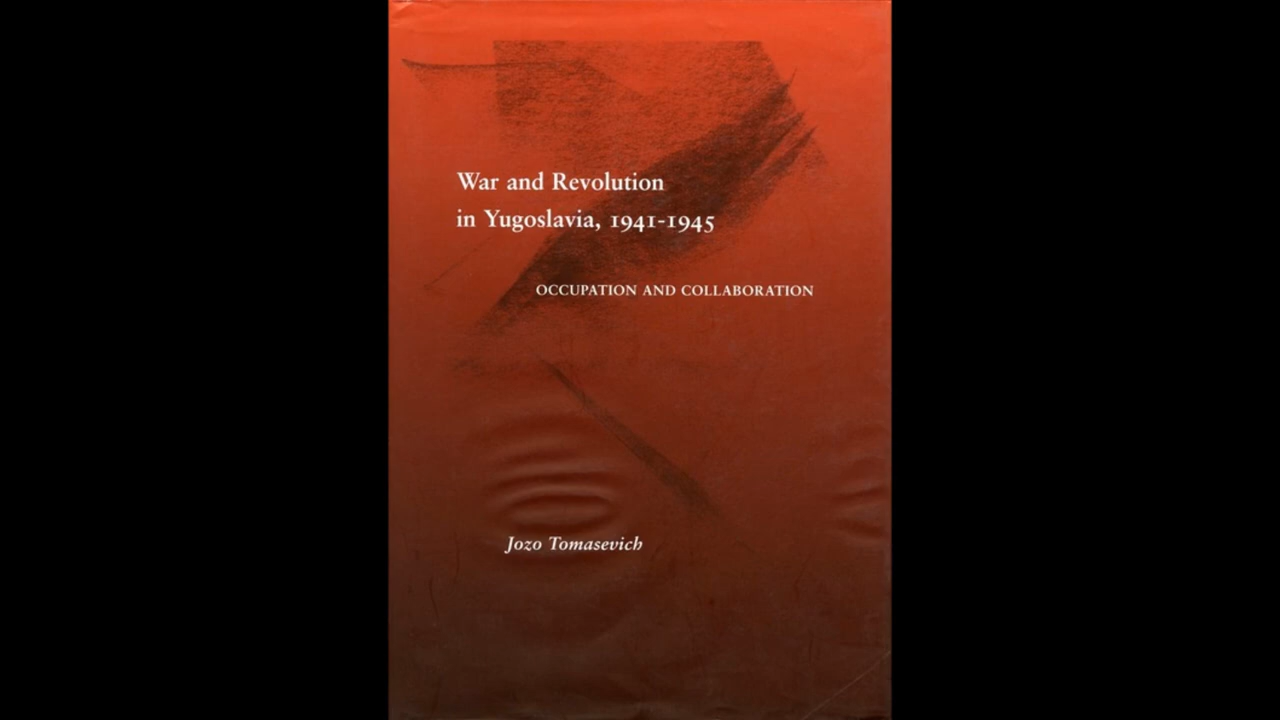 War and Revolution
in Yugoslavia, 1941-1945
OCCUPATION AND COLLABORATION
Jozo Tomasevich